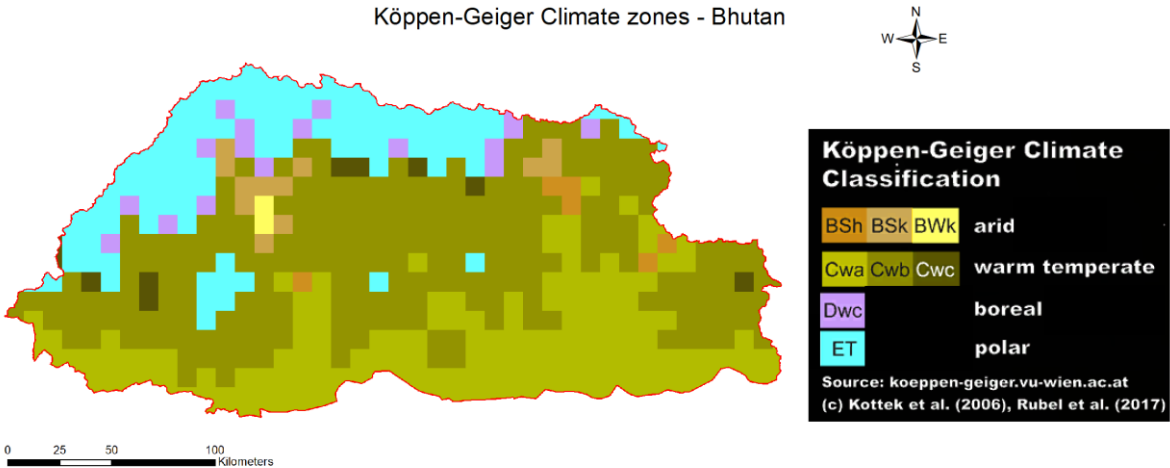 Köppen-Geiger Climate zones - Bhutan
N
W E
S
Köppen-Geiger Climate
Classification
BSh BSk BWk arid
Cwa Cwb Cwc warm temperate
Dwc boreal
ET polar
Source: koeppen-geiger.vu-wien.ac.at
(c) Kottek et al. (2006), Rubel et al. (2017)
0 25 50 100
Kilometers